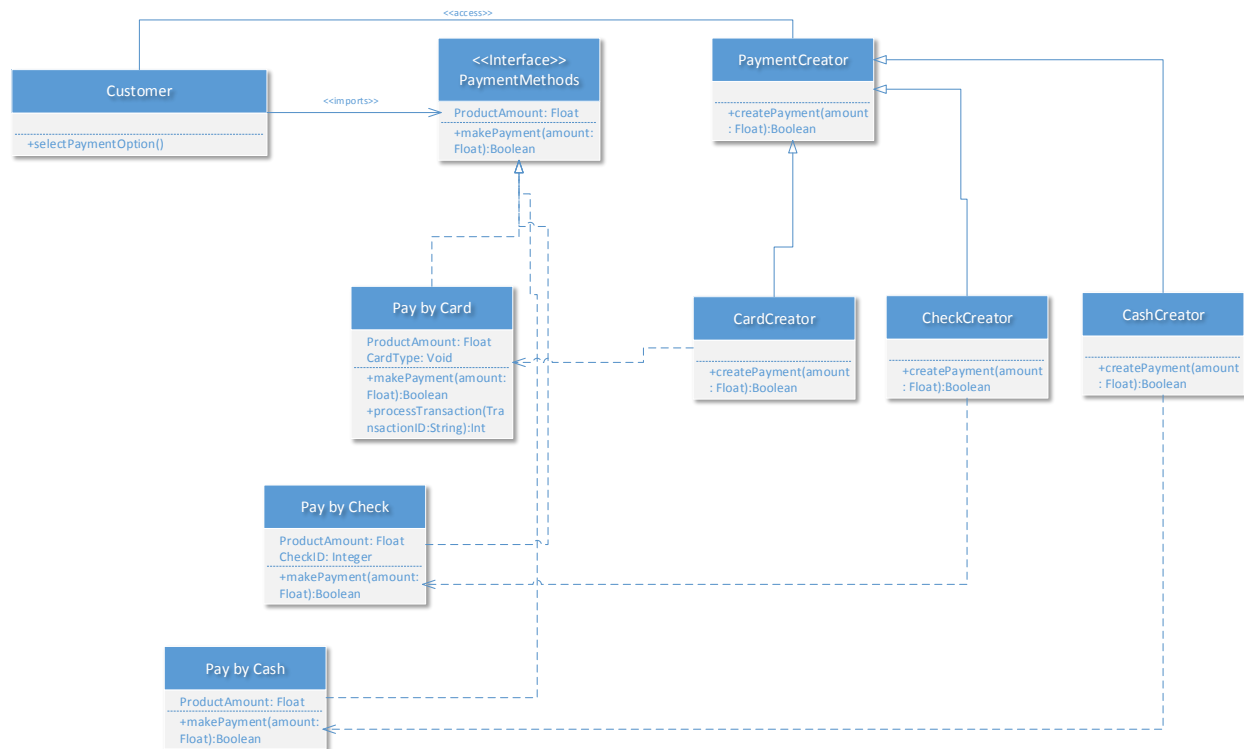 <<access>>
Customer
+selectPaymentOption()
<<imports>>
<<Interface>>
PaymentMethods
ProductAmount: Float
+makePayment(amount:
Float):Boolean
PaymentCreator
+createPayment(amount
: Float):Boolean
Pay by Card
ProductAmount: Float
CardType: Void
+makePayment(amount:
Float):Boolean
+processTransaction(Tra
nsactionID:String):Int
CardCreator
+createPayment(amount
: Float):Boolean
CheckCreator
+createPayment(amount
: Float):Boolean
CashCreator
+createPayment(amount
: Float):Boolean
Pay by Check
ProductAmount: Float
CheckID: Integer
+makePayment(amount:
Float):Boolean
Pay by Cash
ProductAmount: Float
+makePayment(amount:
Float):Boolean